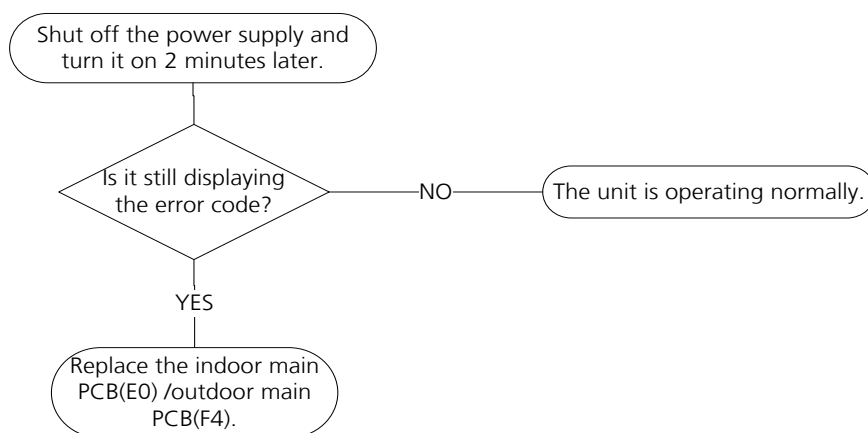 Shut off the power supply and
turn it on 2 minutes later.
Is it still displaying
the error code?
NO
The unit is operating normally.
YES
Replace the indoor main
PCB(E0) /outdoor main
PCB(F4).